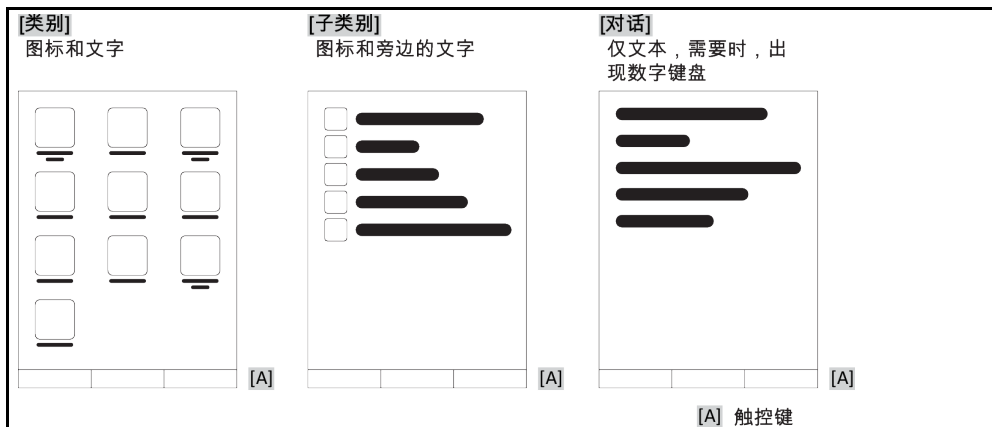 [类别]
图标和文字
[子类别]
图标和旁边的文字
[对话]
仅文本，需要时，出
现数字键盘
[A]
[A]
[A]
[A] 触控键